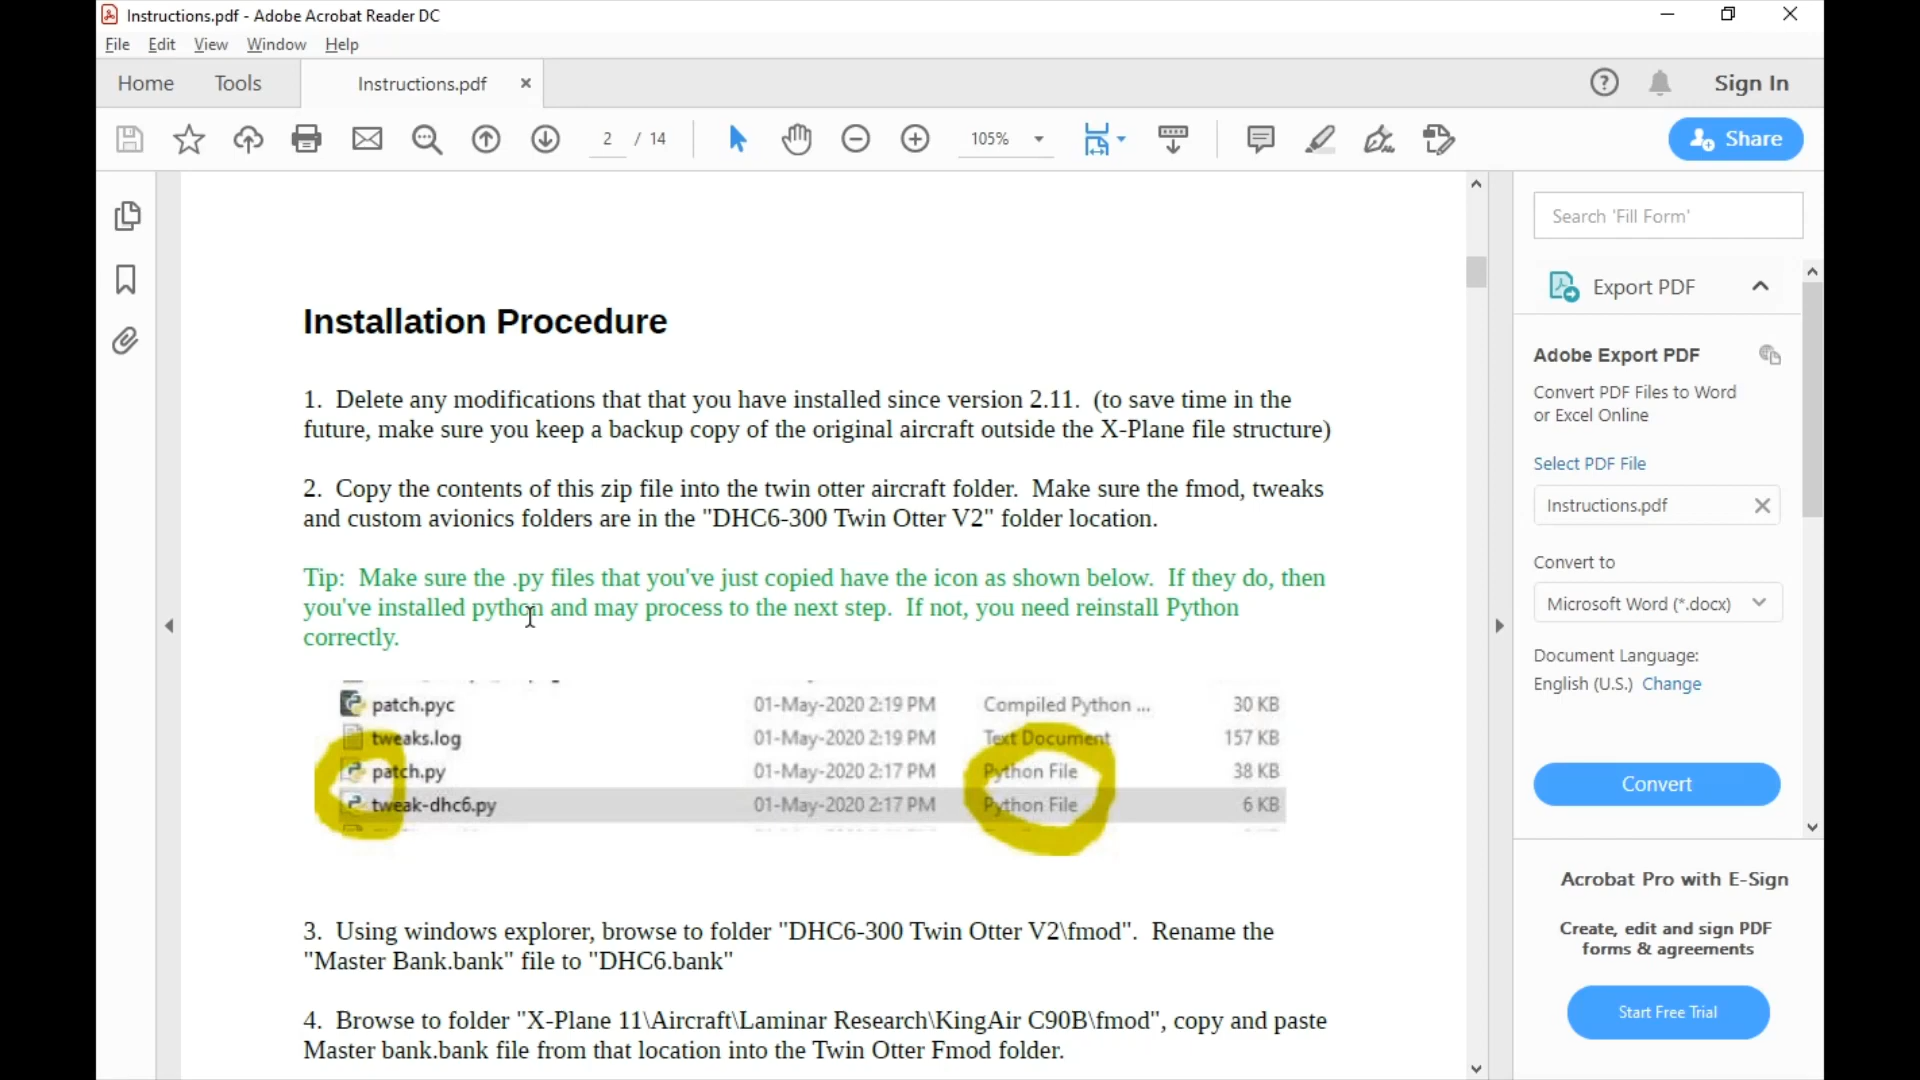 Instructions.pdf - Adobe Acrobat Reader DC
File Edit View Window Help
Home Tools Instructions.pdf Sign In
2 / 14 105% Share
Installation Procedure
1. Delete any modifications that that you have installed since version 2.11. (to save time in the
future, make sure you keep a backup copy of the original aircraft outside the X-Plane file structure)
2. Copy the contents of this zip file into the twin otter aircraft folder. Make sure the fmod, tweaks
and custom avionics folders are in the "DHC6-300 Twin Otter V2" folder location.
Tip: Make sure the .py files that you've just copied have the icon as shown below. If they do, then
you've installed python and may process to the next step. If not, you need reinstall Python
correctly.
patch.pyc 01-May-2020 2:19 PM Compiled Python ... 30 KB
tweaks.log 01-May-2020 2:19 PM Text Document 157 KB
patch.py 01-May-2020 2:17 PM Python File 38 KB
tweak-dhc6.py 01-May-2020 2:17 PM Python File 6 KB
3. Using windows explorer, browse to folder "DHC6-300 Twin Otter V2\fmod". Rename the
"Master Bank.bank" file to "DHC6.bank"
4. Browse to folder "X-Plane 11\Aircraft\Laminar Research\KingAir C90B\fmod", copy and paste
Master bank.bank file from that location into the Twin Otter Fmod folder.
Search 'Fill Form'
Export PDF
Adobe Export PDF
Convert PDF Files to Word
or Excel Online
Select PDF File
Instructions.pdf
Convert to
Microsoft Word (*.docx)
Document Language:
English (U.S.) Change
Convert
Acrobat Pro with E-Sign
Create, edit and sign PDF
forms & agreements
Start Free Trial